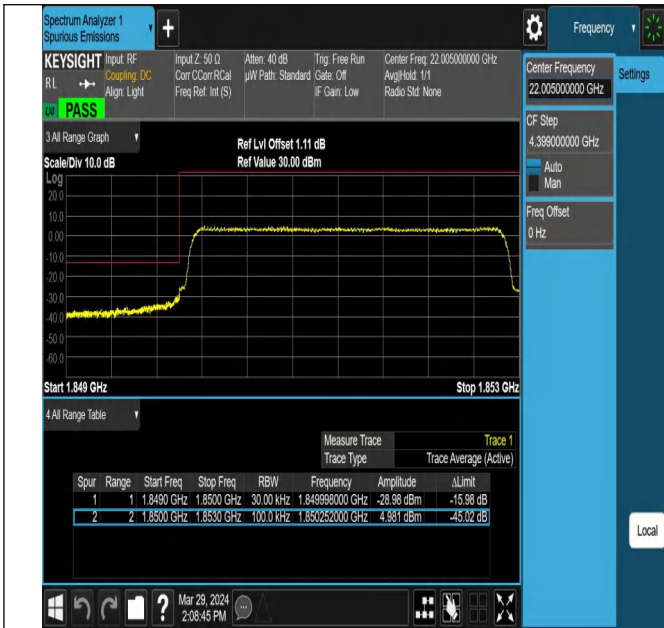 Spectrum Analyzer 1
Spurious Emissions
Frequency
KEYSIGHT
RL
PASS
Input: RF
Coupling: DC
Align: Light
Input Z: 50 Ω
Corr CCorr RCal
Freq Ref: Int (S)
Atten: 40 dB
µW Path: Standard
Trig: Free Run
Gate: Off
IF Gain: Low
Center Freq: 22.005000000 GHz
Avg|Hold: 1/1
Radio Std: None
Center Frequency
22.005000000 GHz
Settings
CF Step
4.399000000 GHz
Auto
Man
Freq Offset
0 Hz
3 All Range Graph
Scale/Div 10.0 dB
Ref Lvl Offset 1.11 dB
Ref Value 30.00 dBm
Log
20.0
10.0
0.00
-10.0
-20.0
-30.0
-40.0
-50.0
-60.0
Start 1.849 GHz
Stop 1.853 GHz
4 All Range Table
Measure Trace Trace 1
Trace Type Trace Average (Active)
Spur Range Start Freq Stop Freq RBW Frequency Amplitude ΔLimit
1 1 1.8490 GHz 1.8500 GHz 30.00 kHz 1.849998000 GHz -28.98 dBm -15.98 dB
2 2 1.8500 GHz 1.8530 GHz 100.0 kHz 1.850252000 GHz 4.981 dBm -45.02 dB
Local
Mar 29, 2024
2:08:45 PM